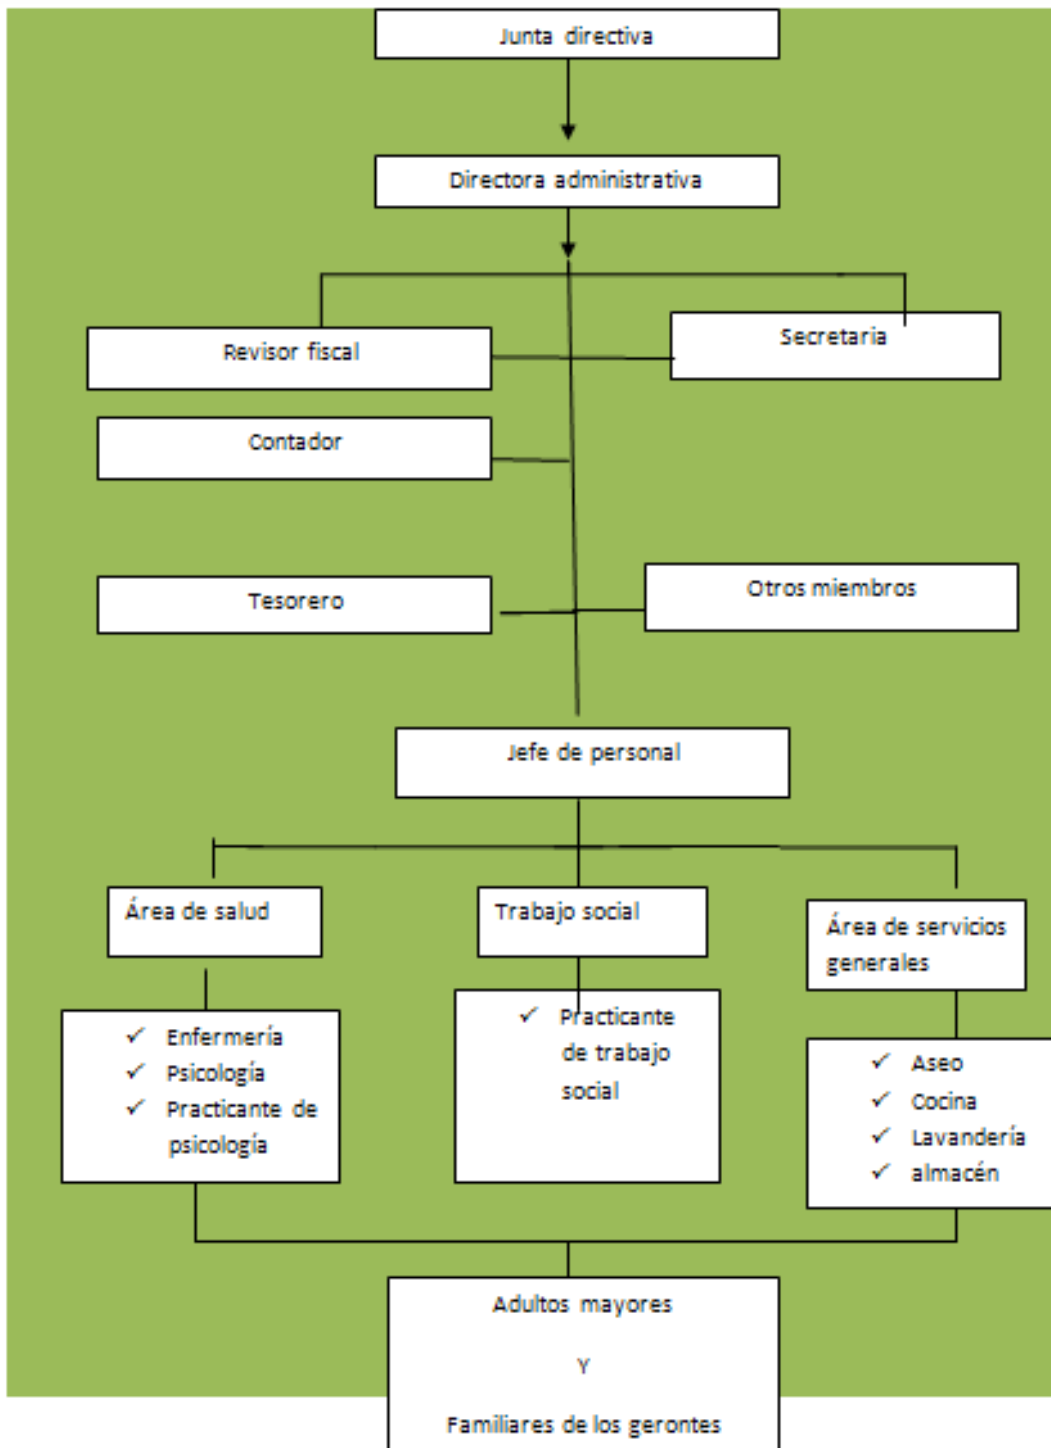 Junta directiva
Directora administrativa
Revisor fiscal
Secretaria
Contador
Tesorero
Otros miembros
Jefe de personal
Área de salud
Trabajo social
Área de servicios
generales
✓ Enfermería
✓ Psicología
✓ Practicante de
psicología
✓ Practicante
de trabajo
social
✓ Aseo
✓ Cocina
✓ Lavandería
✓ almacén
Adultos mayores
Y
Familiares de los gerontes